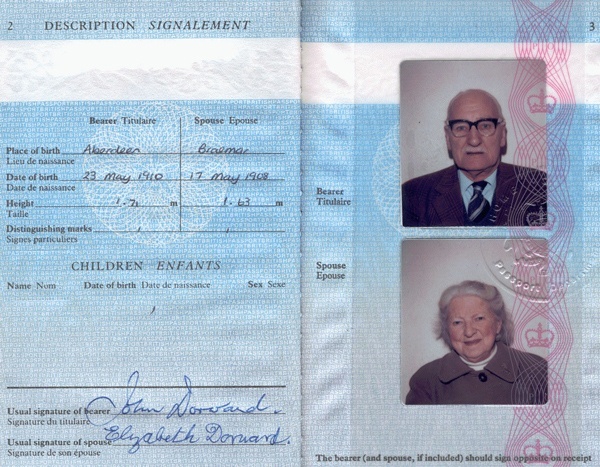 2 DESCRIPTION SIGNALEMENT
Bearer Titulaire Spouse Epouse
Place of birth Aberdeen Braemar
Lieu de naissance
Date of birth 23 May 1910 17 May 1908
Date de naissance
Height 1.71 m 1.63 m
Taille
Distinguishing marks
Signes particuliers
CHILDREN ENFANTS
Name Nom Date of birth Date de naissance Sex Sexe
Usual signature of bearer John Dorward.
Signature du titulaire
Usual signature of spouse Elizabeth Dorward.
Signature de son épouse
3
Bearer
Titulaire
Spouse
Epouse
The bearer (and spouse, if included) should sign opposite on receipt